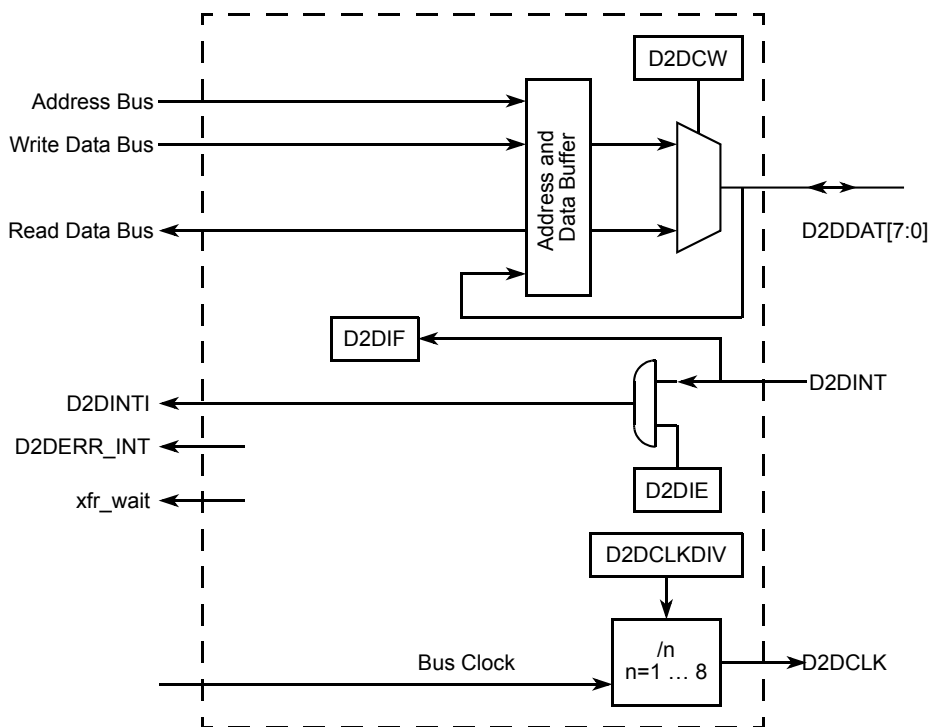 D2DCW
Address Bus
Write Data Bus
Address and
Data Buffer
Read Data Bus
D2DDAT[7:0]
D2DIF
D2DINT
D2DINTI
D2DERR_INT
D2DIE
xfr_wait
D2DCLKDIV
/n
n=1 … 8
Bus Clock
D2DCLK